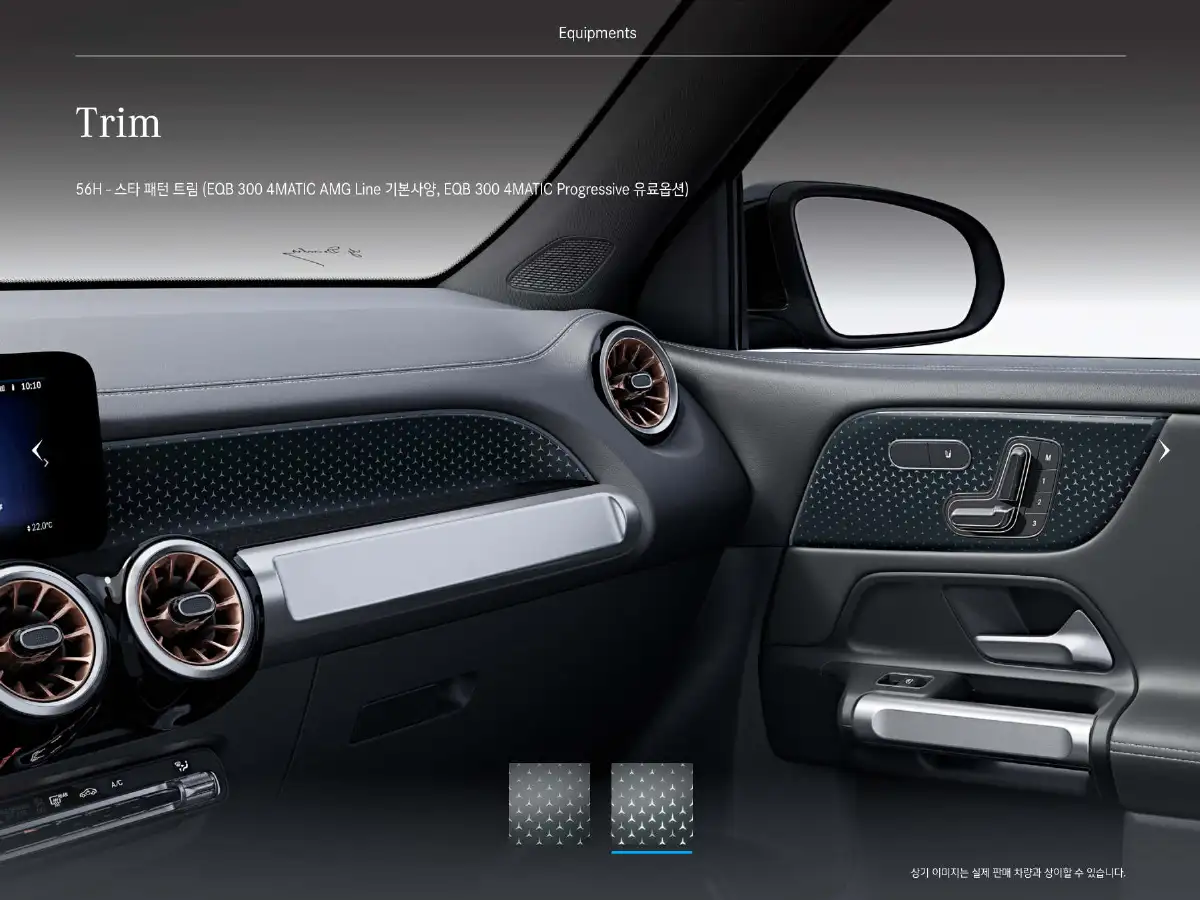 Equipments
Trim
56H - 스타 패턴 트림 (EQB 300 4MATIC AMG Line 기본사양, EQB 300 4MATIC Progressive 유료옵션)
10:10
22.0°C
M
1
2
3
A/C
상기 이미지는 실제 판매 차량과 상이할 수 있습니다.